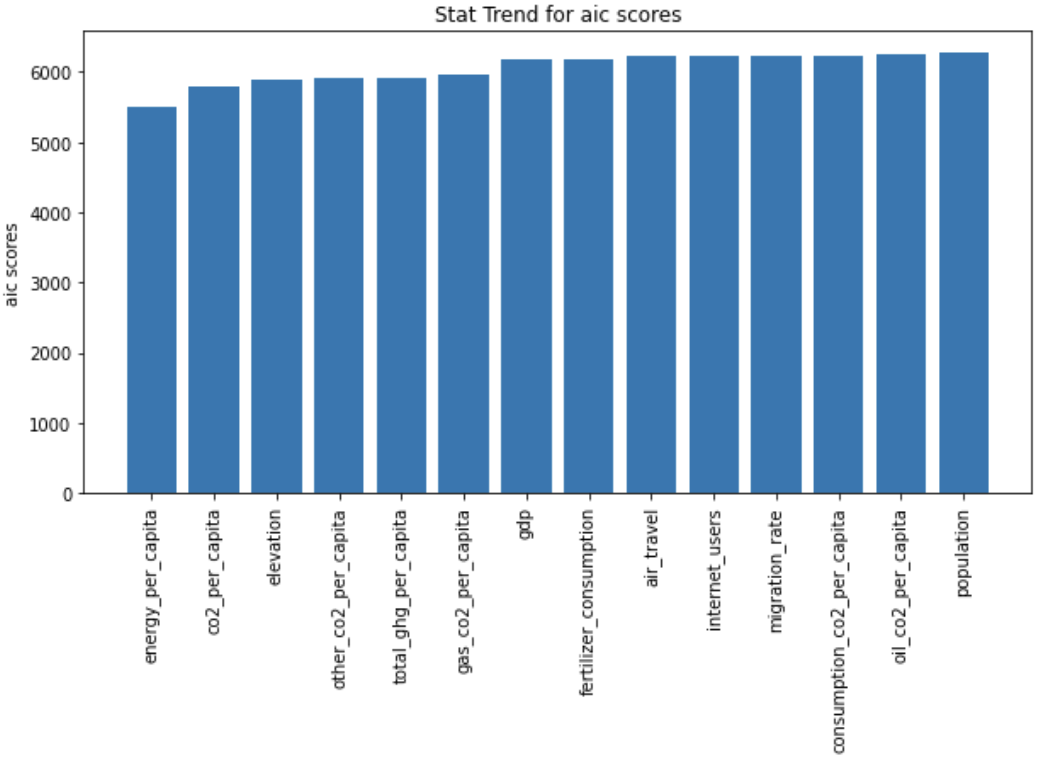 Stat Trend for aic scores
aic scores
6000
5000
4000
3000
2000
1000
0
energy_per_capita
co2_per_capita
elevation
other_co2_per_capita
total_ghg_per_capita
gas_co2_per_capita
gdp
fertilizer_consumption
air_travel
internet_users
migration_rate
consumption_co2_per_capita
oil_co2_per_capita
population